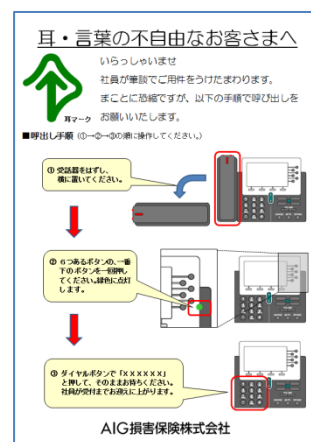 耳・言葉の不自由なお客さまへ
いらっしゃいませ
社員が筆談でご用件をうけたまわります。
まことに恐縮ですが、以下の手順で呼び出しを
お願いいたします。
耳マーク
■呼出し手順 (①→②→③の順に操作してください。)
① 受話器をはずし、
横に置いてください。
② 6つあるボタンの、一番
下のボタンを一回押し
てください。緑色に点灯
します。
③ ダイヤルボタンで「XXXXXX」
と押して、そのままお待ちください。
社員が受付までお迎えに上がります。
AIG損害保険株式会社